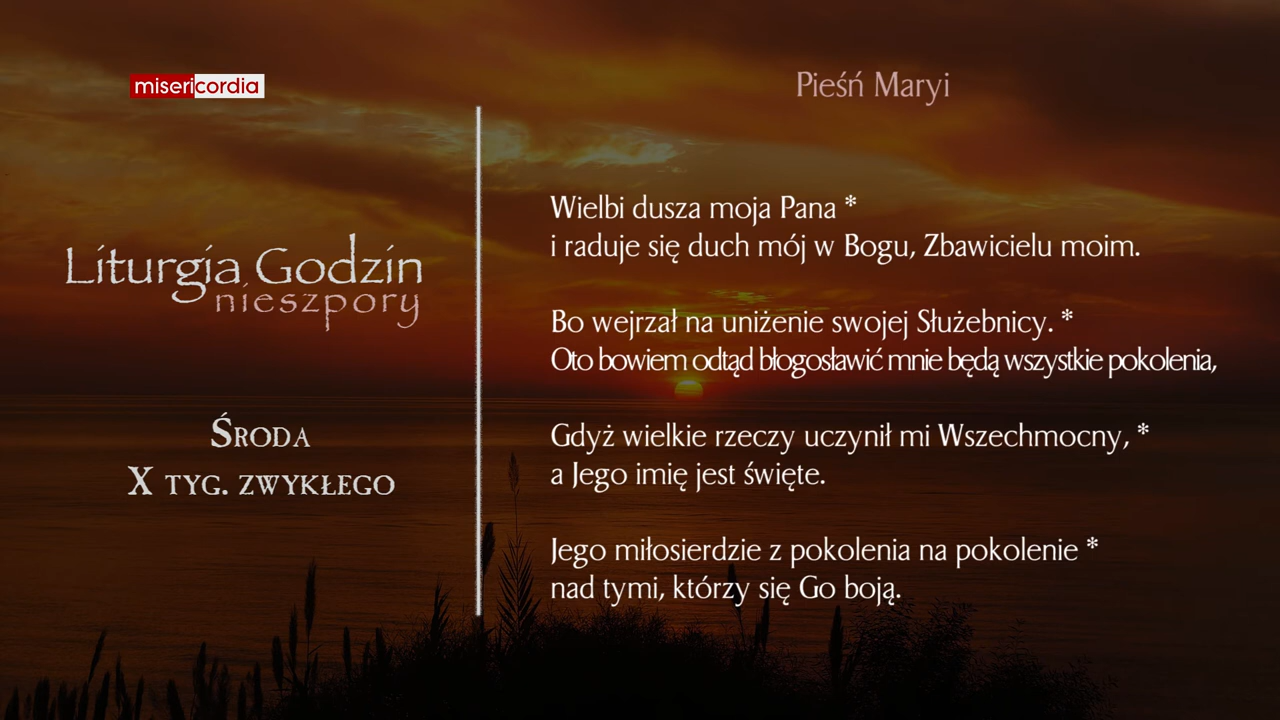 misericordia
Liturgia Godzin
nieszpory
Środa
X tyg. zwykłego
Pieśń Maryi
Wielbi dusza moja Pana *
i raduje się duch mój w Bogu, Zbawicielu moim.
Bo wejrzał na uniżenie swojej Służebnicy. *
Oto bowiem odtąd błogosławić mnie będą wszystkie pokolenia,
Gdyż wielkie rzeczy uczynił mi Wszechmocny, *
a Jego imię jest święte.
Jego miłosierdzie z pokolenia na pokolenie *
nad tymi, którzy się Go boją.